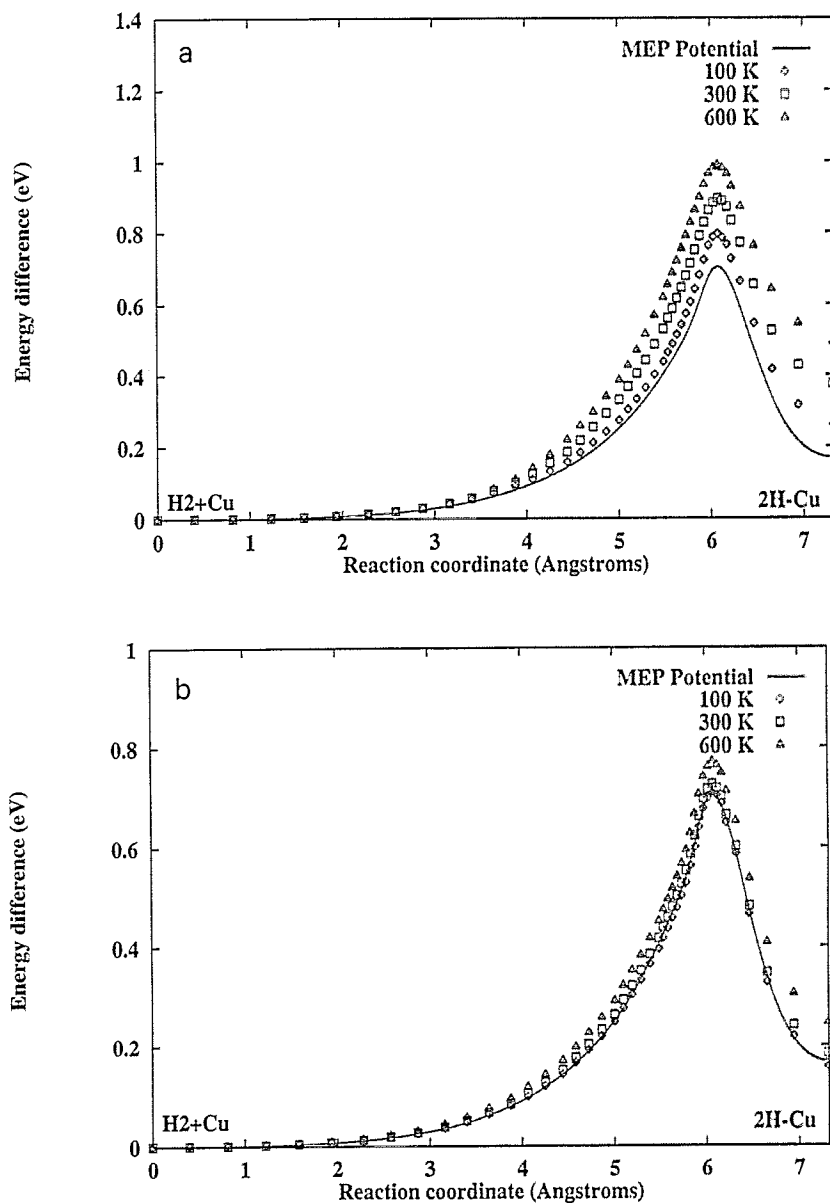 a
1.4
1.2
1
0.8
0.6
0.4
0.2
0
MEP Potential
100 K
300 K
600 K
Energy difference (eV)
H2+Cu
2H-Cu
0 1 2 3 4 5 6 7
Reaction coordinate (Angstroms)
b
1
0.8
0.6
0.4
0.2
0
MEP Potential
100 K
300 K
600 K
Energy difference (eV)
H2+Cu
2H-Cu
0 1 2 3 4 5 6 7
Reaction coordinate (Angstroms)